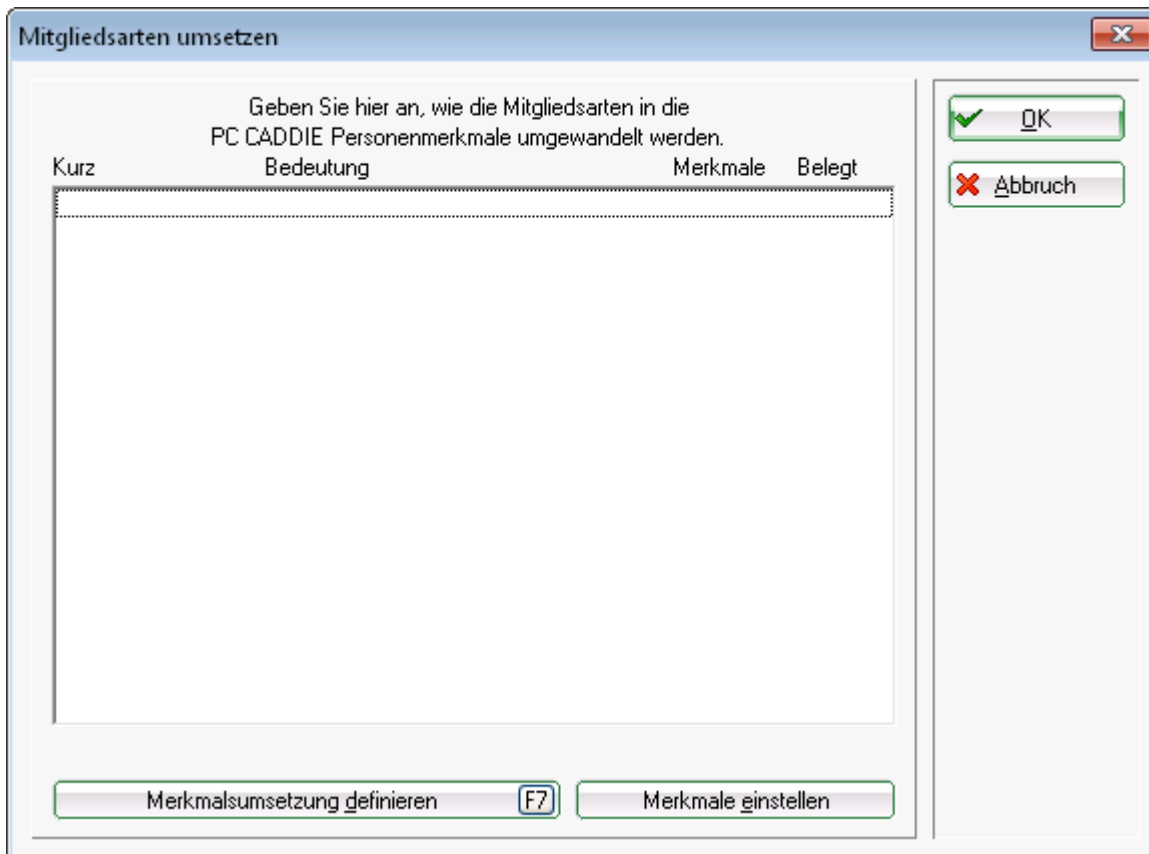 Mitgliedsarten umsetzen
Geben Sie hier an, wie die Mitgliedsarten in die
PC CADDIE Personenmerkmale umgewandelt werden.
Kurz Bedeutung Merkmale Belegt
OK
Abbruch
Merkmalsumsetzung definieren F7 Merkmale einstellen